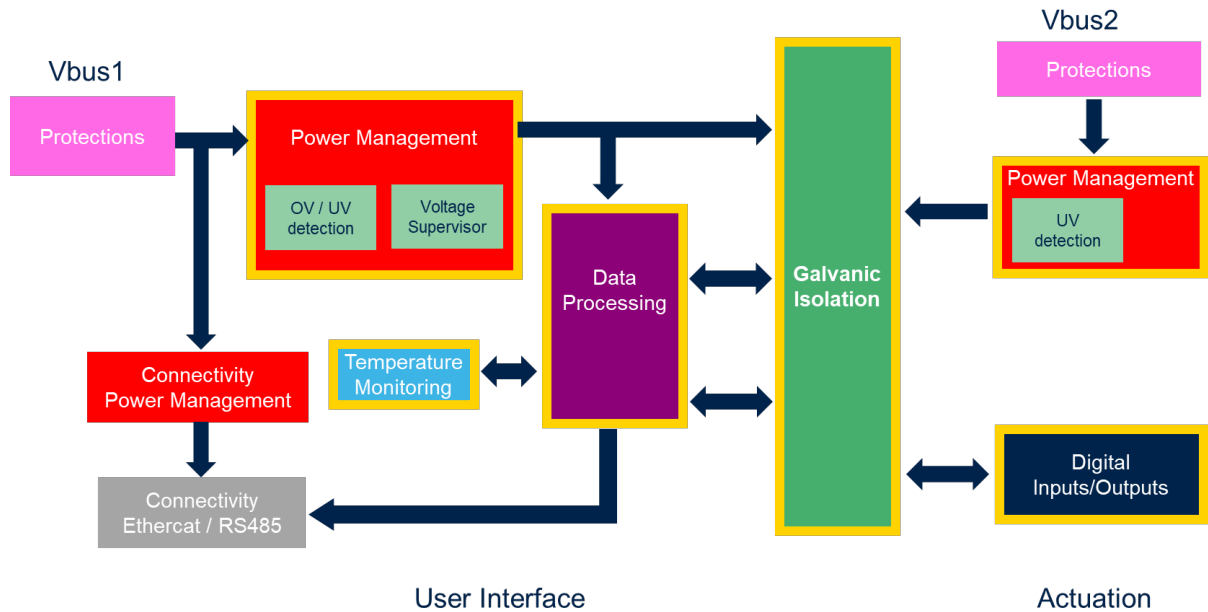 Vbus1
Protections
Power Management
OV / UV
detection
Voltage
Supervisor
Data
Processing
Temperature
Monitoring
Connectivity
Power Management
Connectivity
Ethercat / RS485
Galvanic
Isolation
Vbus2
Protections
Power Management
UV
detection
Digital
Inputs/Outputs
User Interface
Actuation